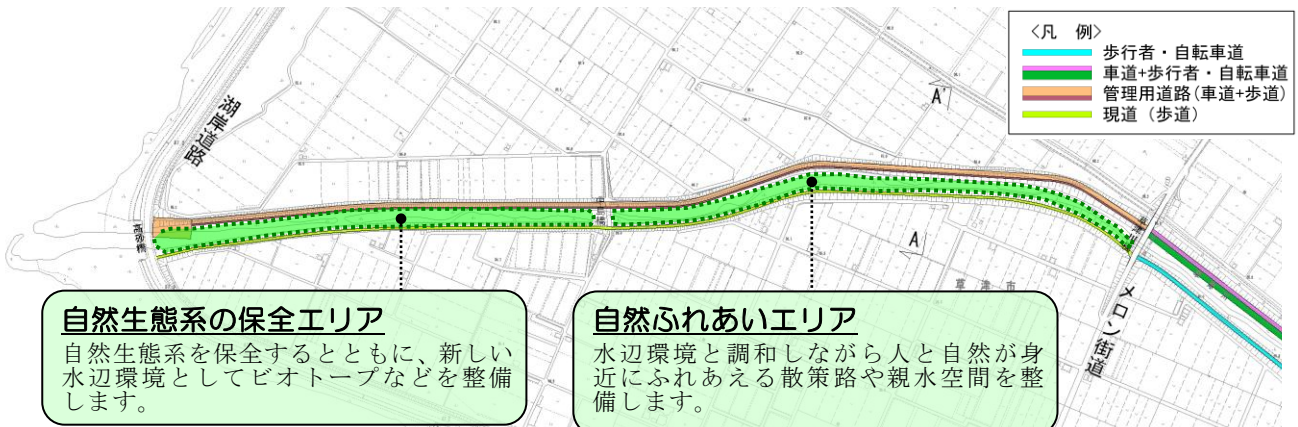 <凡 例>
歩行者・自転車道
車道+歩行者・自転車道
管理用道路(車道+歩道)
現道(歩道)
A'
湖岸道路
A
草津市
メロン街道
自然生態系の保全エリア
自然生態系を保全するとともに、新しい
水辺環境としてビオトープなどを整備
します。
自然ふれあいエリア
水辺環境と調和しながら人と自然が身
近にふれあえる散策路や親水空間を整
備します。